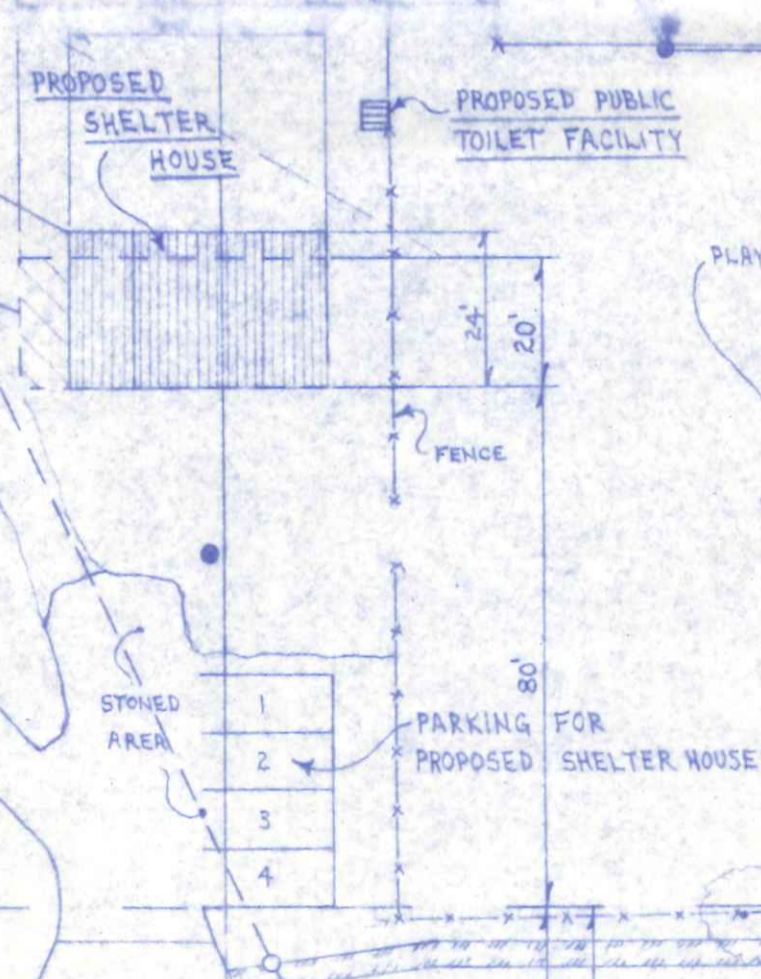 PROPOSED
SHELTER
HOUSE
PROPOSED PUBLIC
TOILET FACILITY
24'
20'
FENCE
80'
STONED
AREA
1
2
3
4
PARKING FOR
PROPOSED SHELTER HOUSE